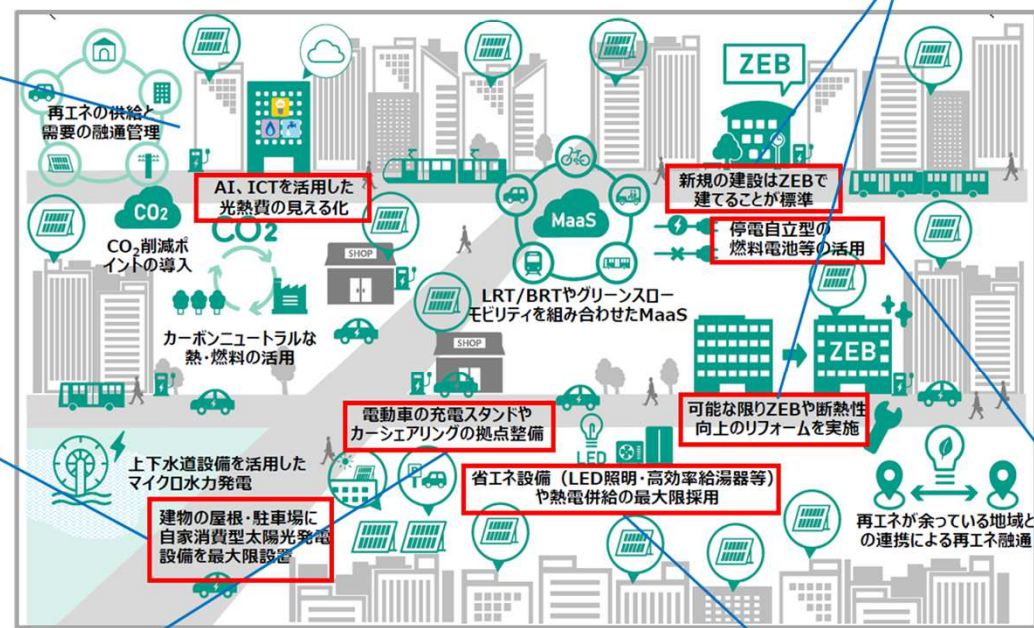 ZEB
再エネの供給と
需要の融通管理
AI、ICTを活用した
光熱費の見える化
新規の建設はZEBで
建てることが標準
CO2
CO₂削減ポ
イントの導入
CO2
MaaS
停電自立型の
燃料電池等の活用
SHOP
LRT/BRTやグリーンスロー
モビリティを組み合わせたMaaS
カーボンニュートラルな
熱・燃料の活用
SHOP
ZEB
電動車の充電スタンドや
カーシェアリングの拠点整備
可能な限りZEBや断熱性
向上のリフォームを実施
LED
上下水道設備を活用した
マイクロ水力発電
省エネ設備（LED照明・高効率給湯器等）
や熱電併給の最大限採用
建物の屋根・駐車場に
自家消費型太陽光発電
設備を最大限設置
再エネが余っている地域と
の連携による再エネ融通